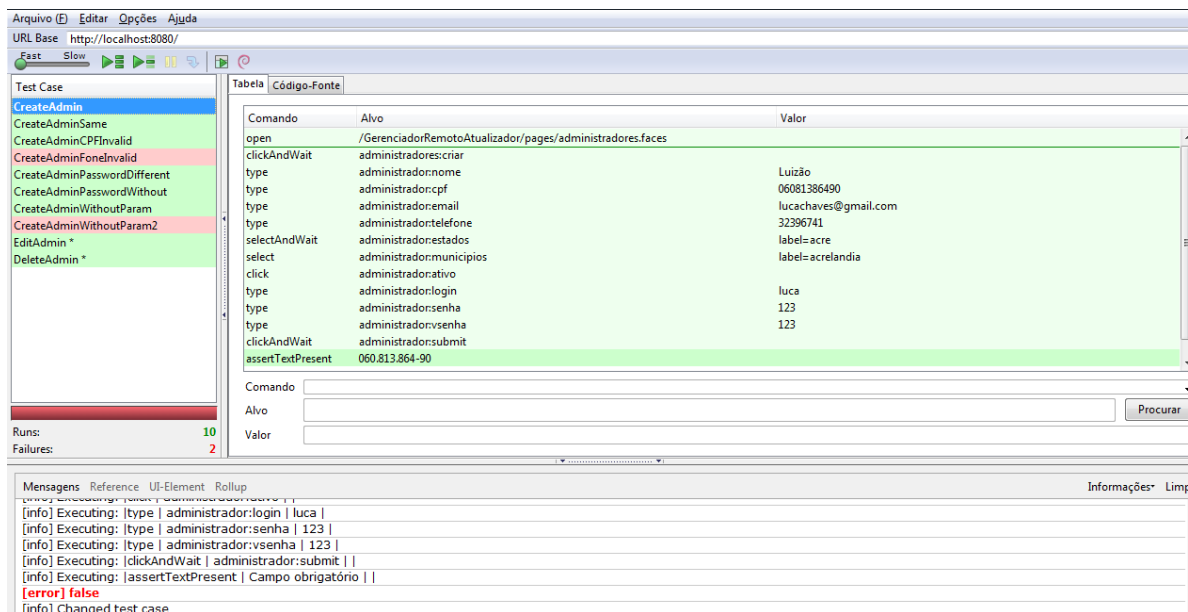 Arquivo (F) Editar Opções Ajuda
URL Base http://localhost:8080/
Fast Slow
Test Case
CreateAdmin
CreateAdminSame
CreateAdminCPFInvalid
CreateAdminFoneInvalid
CreateAdminPasswordDifferent
CreateAdminPasswordWithout
CreateAdminWithoutParam
CreateAdminWithoutParam2
EditAdmin *
DeleteAdmin *
Runs: 10
Failures: 2
Tabela Código-Fonte
Comando Alvo Valor
open /GerenciadorRemotoAtualizador/pages/administradores.faces
clickAndWait administradores:criar
type administrador:nome Luizão
type administrador:cpf 06081386490
type administrador:email lucachaves@gmail.com
type administrador:telefone 32396741
selectAndWait administrador:estados label=acre
select administrador:municipios label=acrelandia
click administrador:ativo
type administrador:login luca
type administrador:senha 123
type administrador:vsenha 123
clickAndWait administrador:submit
assertTextPresent 060.813.864-90
Comando
Alvo Procurar
Valor
Mensagens Reference UI-Element Rollup Informações Limp
[info] Executing: |click | administrador:ativo | |
[info] Executing: |type | administrador:login | luca |
[info] Executing: |type | administrador:senha | 123 |
[info] Executing: |type | administrador:vsenha | 123 |
[info] Executing: |clickAndWait | administrador:submit | |
[info] Executing: |assertTextPresent | Campo obrigatório | |
[error] false
[info] Changed test case